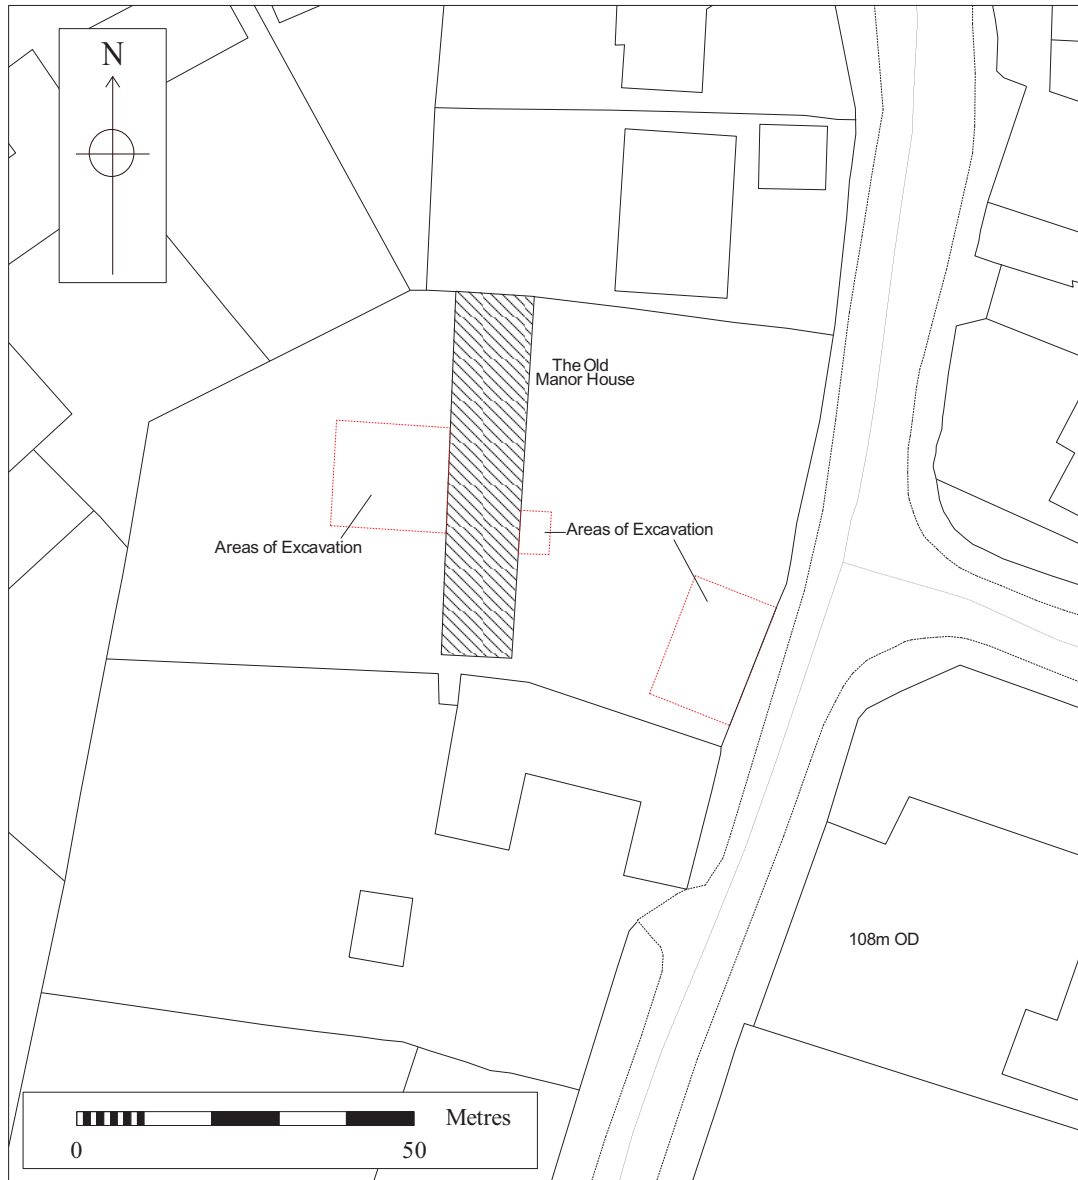 N
The Old
Manor House
Areas of Excavation
Areas of Excavation
108m OD
Metres
0
50